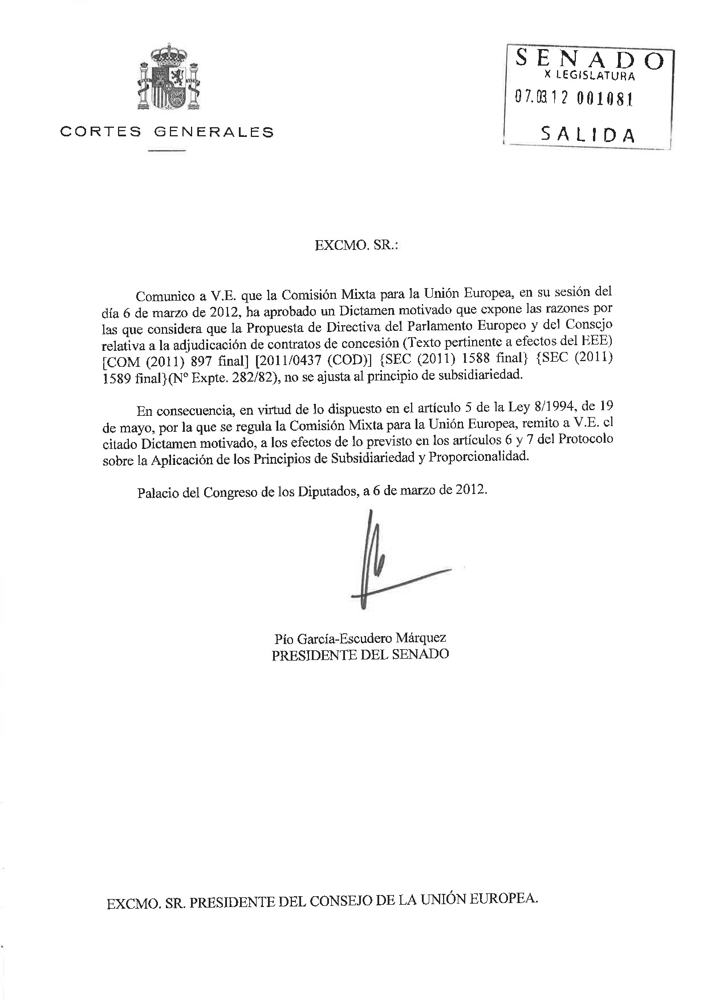 SENADO
X LEGISLATURA
07.03.12 001081
SALIDA
CORTES GENERALES
EXCMO. SR.:
Comunico a V.E. que la Comisión Mixta para la Unión Europea, en su sesión del
día 6 de marzo de 2012, ha aprobado un Dictamen motivado que expone las razones por
las que considera que la Propuesta de Directiva del Parlamento Europeo y del Consejo
relativa a la adjudicación de contratos de concesión (Texto pertinente a efectos del EEE)
[COM (2011) 897 final] [2011/0437 (COD)] {SEC (2011) 1588 final} {SEC (2011)
1589 final}(Nº Expte. 282/82), no se ajusta al principio de subsidiariedad.
En consecuencia, en virtud de lo dispuesto en el artículo 5 de la Ley 8/1994, de 19
de mayo, por la que se regula la Comisión Mixta para la Unión Europea, remito a V.E. el
citado Dictamen motivado, a los efectos de lo previsto en los artículos 6 y 7 del Protocolo
sobre la Aplicación de los Principios de Subsidiariedad y Proporcionalidad.
Palacio del Congreso de los Diputados, a 6 de marzo de 2012.
Pío García-Escudero Márquez
PRESIDENTE DEL SENADO
EXCMO. SR. PRESIDENTE DEL CONSEJO DE LA UNIÓN EUROPEA.